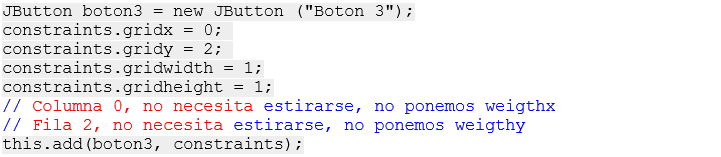 JButton boton3 = new JButton ("Boton 3");
constraints.gridx = 0;
constraints.gridy = 2;
constraints.gridwidth = 1;
constraints.gridheight = 1;
// Columna 0, no necesita estirarse, no ponemos weigthx
// Fila 2, no necesita estirarse, no ponemos weigthy
this.add(boton3, constraints);